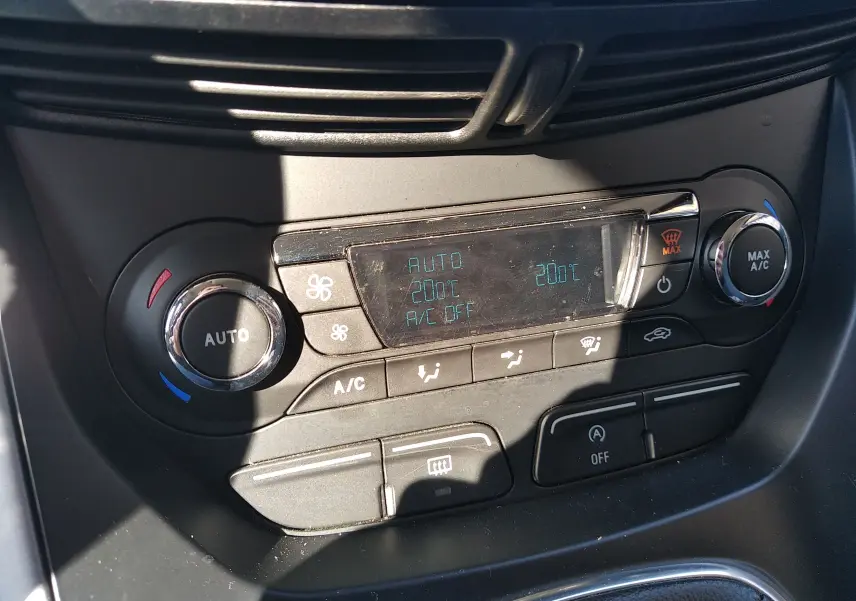 AUTO
20.0°C 20.0°C
A/C OFF
MAX
MAX
A/C
AUTO
A/C
A
OFF